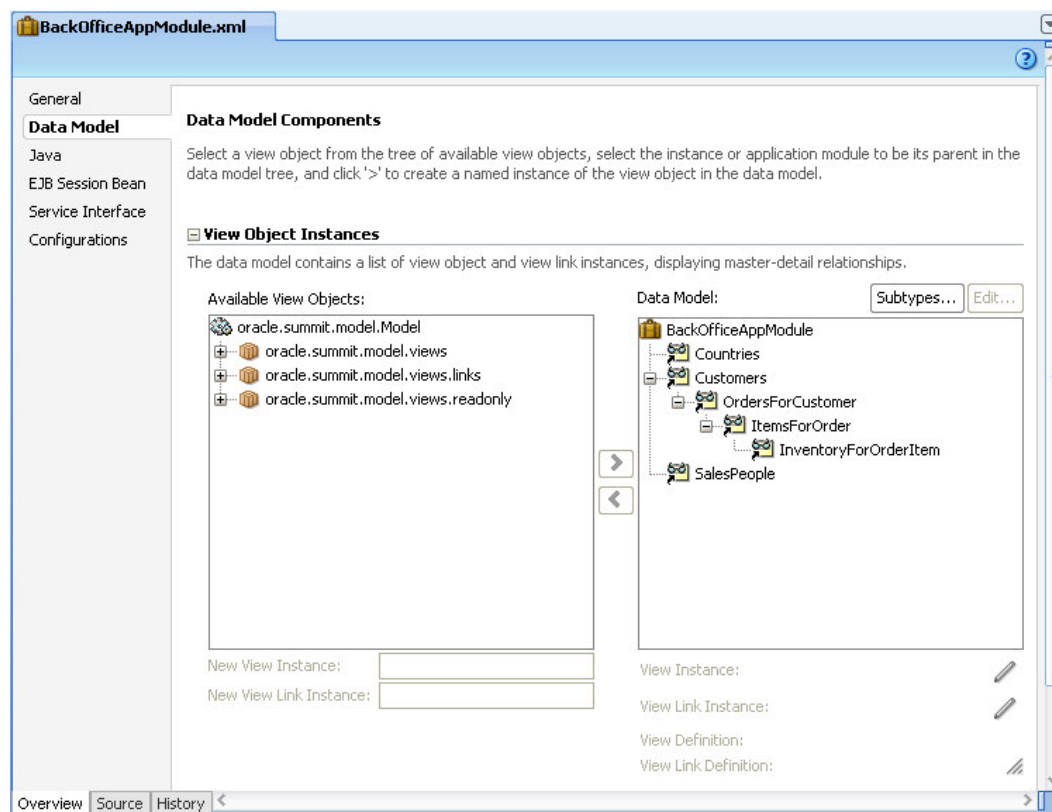 BackOfficeAppModule.xml
General
Data Model
Java
EJB Session Bean
Service Interface
Configurations
Data Model Components
Select a view object from the tree of available view objects, select the instance or application module to be its parent in the
data model tree, and click '>' to create a named instance of the view object in the data model.
View Object Instances
The data model contains a list of view object and view link instances, displaying master-detail relationships.
Available View Objects:
oracle.summit.model.Model
oracle.summit.model.views
oracle.summit.model.views.links
oracle.summit.model.views.readonly
New View Instance:
New View Link Instance:
Data Model:
Subtypes...
Edit...
BackOfficeAppModule
Countries
Customers
OrdersForCustomer
ItemsForOrder
InventoryForOrderItem
SalesPeople
View Instance:
View Link Instance:
View Definition:
View Link Definition:
Overview Source History